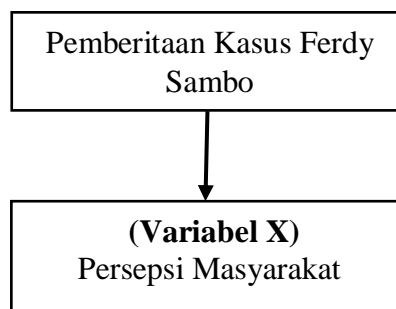 Pemberitaan Kasus Ferdy
Sambo
(Variabel X)
Persepsi Masyarakat